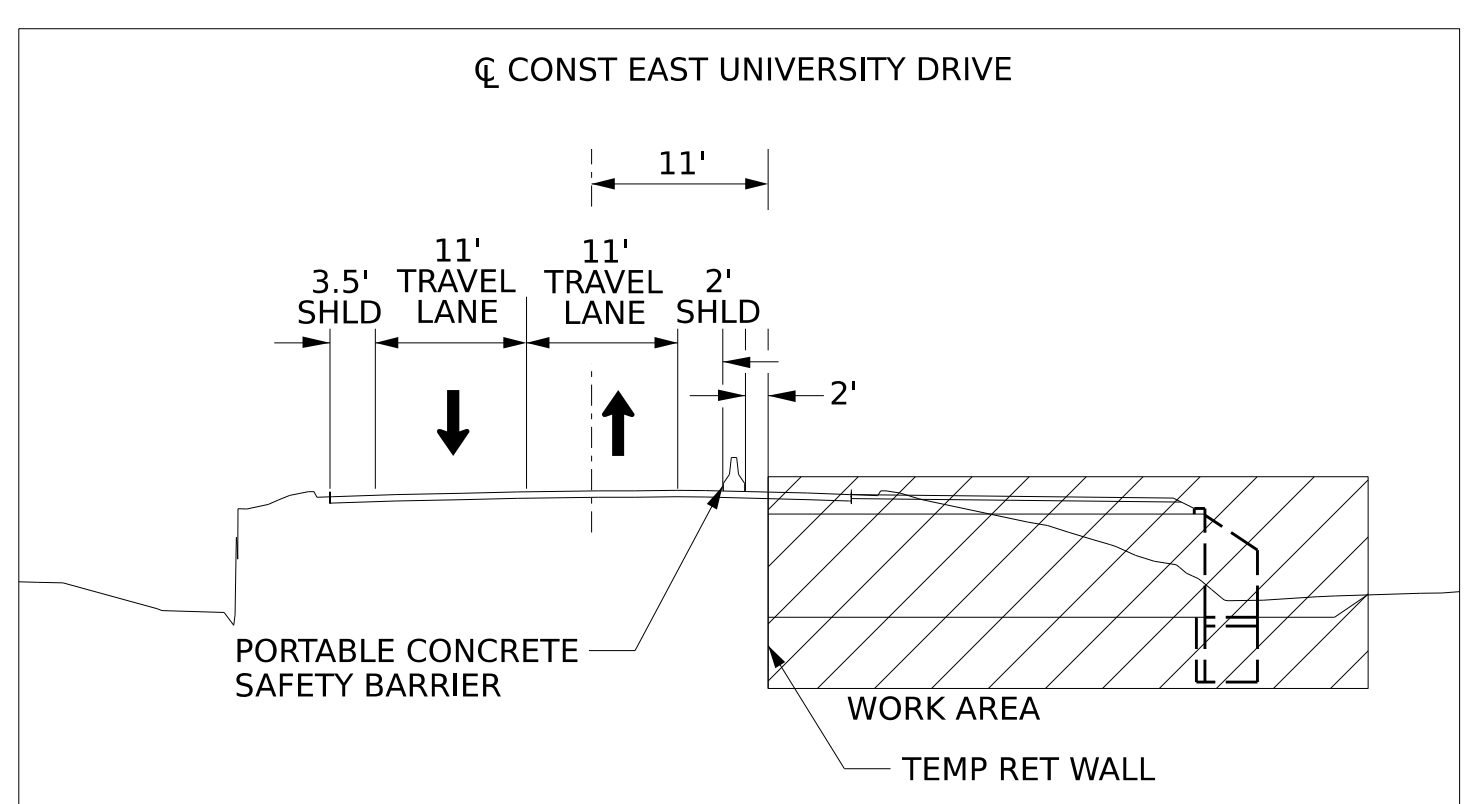 ℄ CONST EAST UNIVERSITY DRIVE
11'
3.5'
SHLD
11'
TRAVEL
LANE
11'
TRAVEL
LANE
2'
SHLD
2'
PORTABLE CONCRETE
SAFETY BARRIER
WORK AREA
TEMP RET WALL